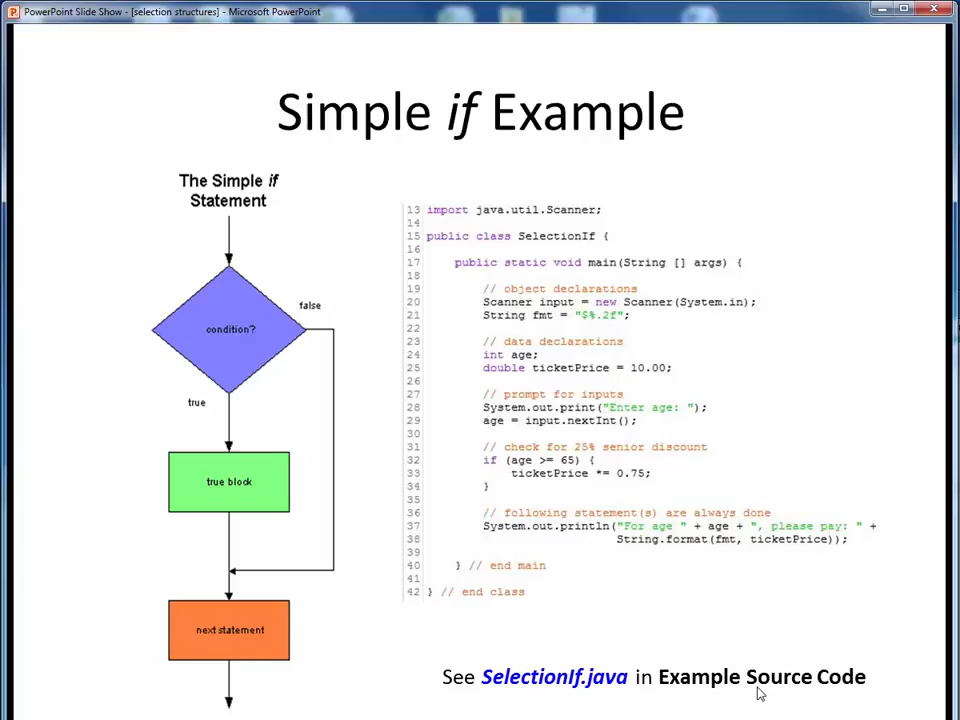 PowerPoint Slide Show - [selection structures] - Microsoft PowerPoint
Simple if Example
The Simple if
Statement
false
condition?
true
true block
next statement
13 import java.util.Scanner;
14
15 public class SelectionIf {
16
17 public static void main(String [] args) {
18
19 // object declarations
20 Scanner input = new Scanner(System.in);
21 String fmt = "$%.2f";
22
23 // data declarations
24 int age;
25 double ticketPrice = 10.00;
26
27 // prompt for inputs
28 System.out.print("Enter age: ");
29 age = input.nextInt();
30
31 // check for 25% senior discount
32 if (age >= 65) {
33 ticketPrice *= 0.75;
34 }
35
36 // following statement(s) are always done
37 System.out.println("For age " + age + ", please pay: " +
38 String.format(fmt, ticketPrice));
39
40 } // end main
41
42 } // end class
See SelectionIf.java in Example Source Code